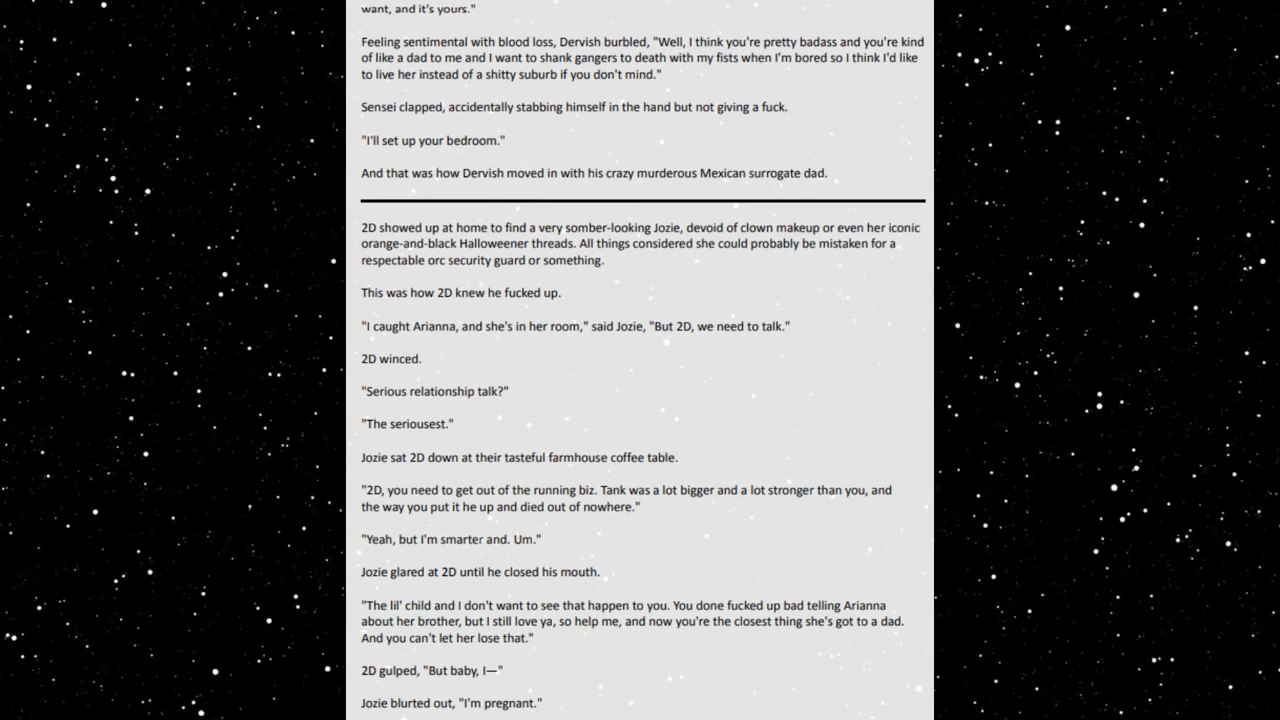 want, and it's yours."
Feeling sentimental with blood loss, Dervish burbled, "Well, I think you're pretty badass and you're kind
of like a dad to me and I want to shank gangers to death with my fists when I'm bored so I think I'd like
to live her instead of a shitty suburb if you don't mind."
Sensei clapped, accidentally stabbing himself in the hand but not giving a fuck.
"I'll set up your bedroom."
And that was how Dervish moved in with his crazy murderous Mexican surrogate dad.
2D showed up at home to find a very somber-looking Jozie, devoid of clown makeup or even her iconic
orange-and-black Halloweener threads. All things considered she could probably be mistaken for a
respectable orc security guard or something.
This was how 2D knew he fucked up.
"I caught Arianna, and she's in her room," said Jozie, "But 2D, we need to talk."
2D winced.
"Serious relationship talk?"
"The seriousest."
Jozie sat 2D down at their tasteful farmhouse coffee table.
"2D, you need to get out of the running biz. Tank was a lot bigger and a lot stronger than you, and
the way you put it he up and died out of nowhere."
"Yeah, but I'm smarter and. Um."
Jozie glared at 2D until he closed his mouth.
"The lil' child and I don't want to see that happen to you. You done fucked up bad telling Arianna
about her brother, but I still love ya, so help me, and now you're the closest thing she's got to a dad.
And you can't let her lose that."
2D gulped, "But baby, I—"
Jozie blurted out, "I'm pregnant."